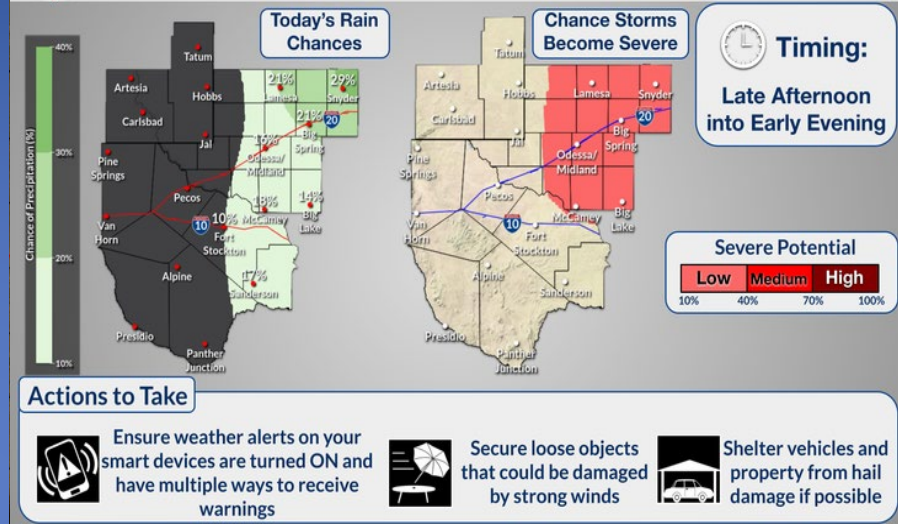 Today's Rain
Chances
Chance of Precipitation (%)
40%
30%
20%
10%
Tatum
Artesia
Hobbs
Carlsbad
Jal
Pine
Springs
Pecos
Van
Horn
Alpine
Presidio
Panther
Junction
21%
Lamesa
29%
Snyder
21%
Big
Spring
20
16%
Odessa/
Midland
18%
McCamey
14%
Big
Lake
10
10%
Fort
Stockton
17%
Sanderson
Chance Storms
Become Severe
Tatum
Artesia
Hobbs
Lamesa
Snyder
Carlsbad
20
Big
Spring
Jal
Odessa/
Midland
Pine
Springs
Pecos
McCamey
Big
Lake
Van
Horn
10
Fort
Stockton
Alpine
Sanderson
Presidio
Panther
Junction
Timing:
Late Afternoon
into Early Evening
Severe Potential
Low Medium High
10% 40% 70% 100%
Actions to Take
Ensure weather alerts on your
smart devices are turned ON and
have multiple ways to receive
warnings
Secure loose objects
that could be damaged
by strong winds
Shelter vehicles and
property from hail
damage if possible